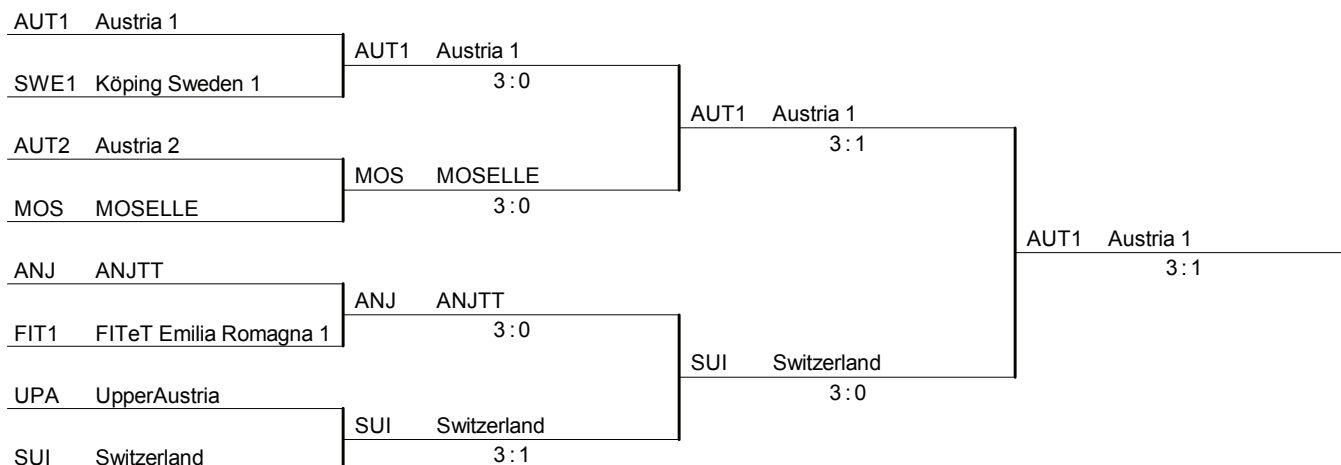 AUT1 Austria 1
AUT1 Austria 1
SWE1 Köping Sweden 1
3:0
AUT1 Austria 1
AUT2 Austria 2
3:1
MOS MOSELLE
MOS MOSELLE
3:0
AUT1 Austria 1
ANJ ANJTT
3:1
ANJ ANJTT
FIT1 FITeT Emilia Romagna 1
3:0
SUI Switzerland
UPA UpperAustria
3:0
SUI Switzerland
SUI Switzerland
3:1